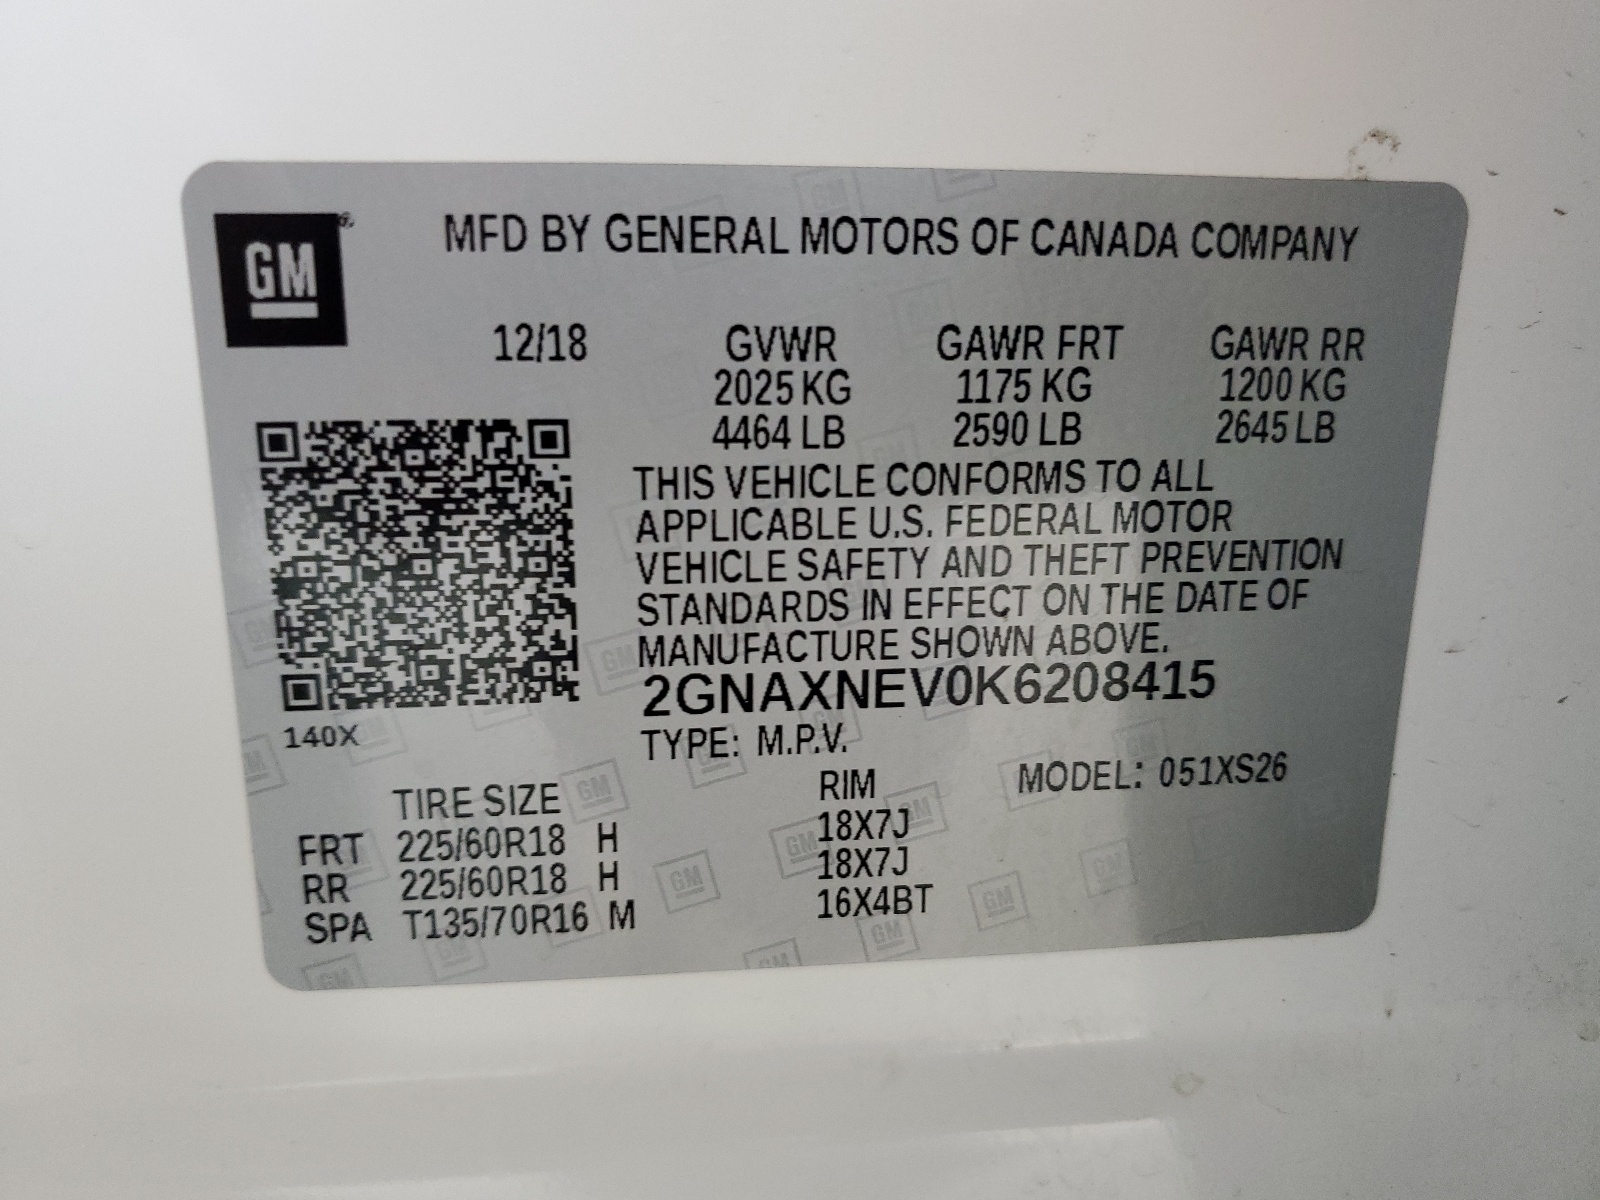 GM
MFD BY GENERAL MOTORS OF CANADA COMPANY
12/18 GVWR GAWR FRT GAWR RR
2025 KG 1175 KG 1200 KG
4464 LB 2590 LB 2645 LB
THIS VEHICLE CONFORMS TO ALL
APPLICABLE U.S. FEDERAL MOTOR
VEHICLE SAFETY AND THEFT PREVENTION
STANDARDS IN EFFECT ON THE DATE OF
MANUFACTURE SHOWN ABOVE.
2GNAXNEV0K6208415
140X
TYPE: M.P.V.
MODEL: 051XS26
TIRE SIZE RIM
FRT 225/60R18 H 18X7J
RR 225/60R18 H 18X7J
SPA T135/70R16 M 16X4BT